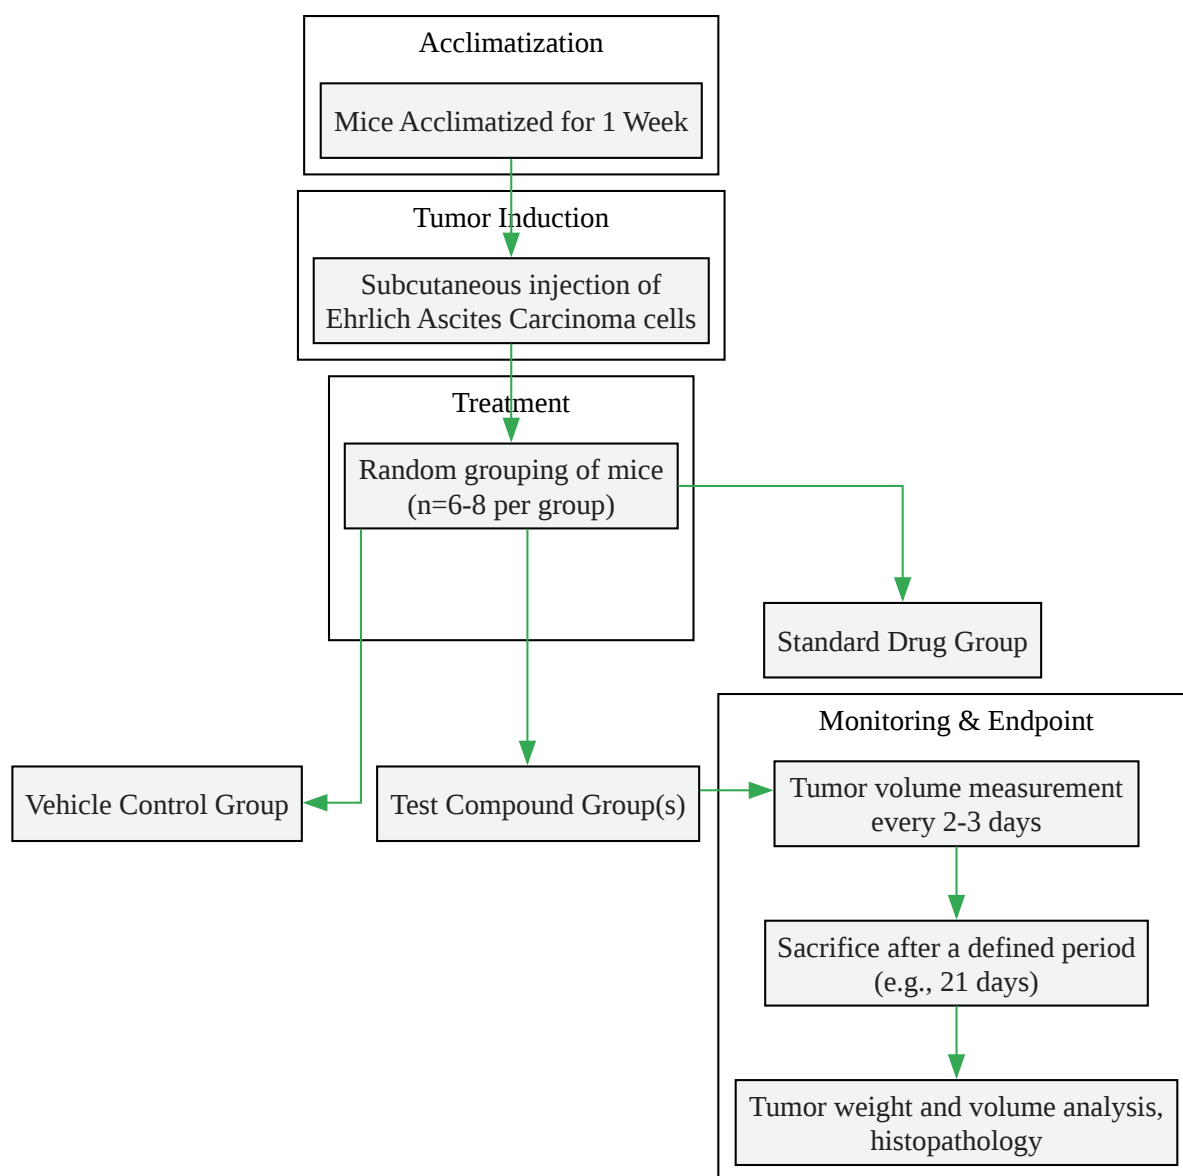 Acclimatization
Mice Acclimatized for 1 Week
Tumor Induction
Subcutaneous injection of
Ehrlich Ascites Carcinoma cells
Treatment
Random grouping of mice
(n=6-8 per group)
Standard Drug Group
Monitoring & Endpoint
Vehicle Control Group
Test Compound Group(s)
Tumor volume measurement
every 2-3 days
Sacrifice after a defined period
(e.g., 21 days)
Tumor weight and volume analysis,
histopathology